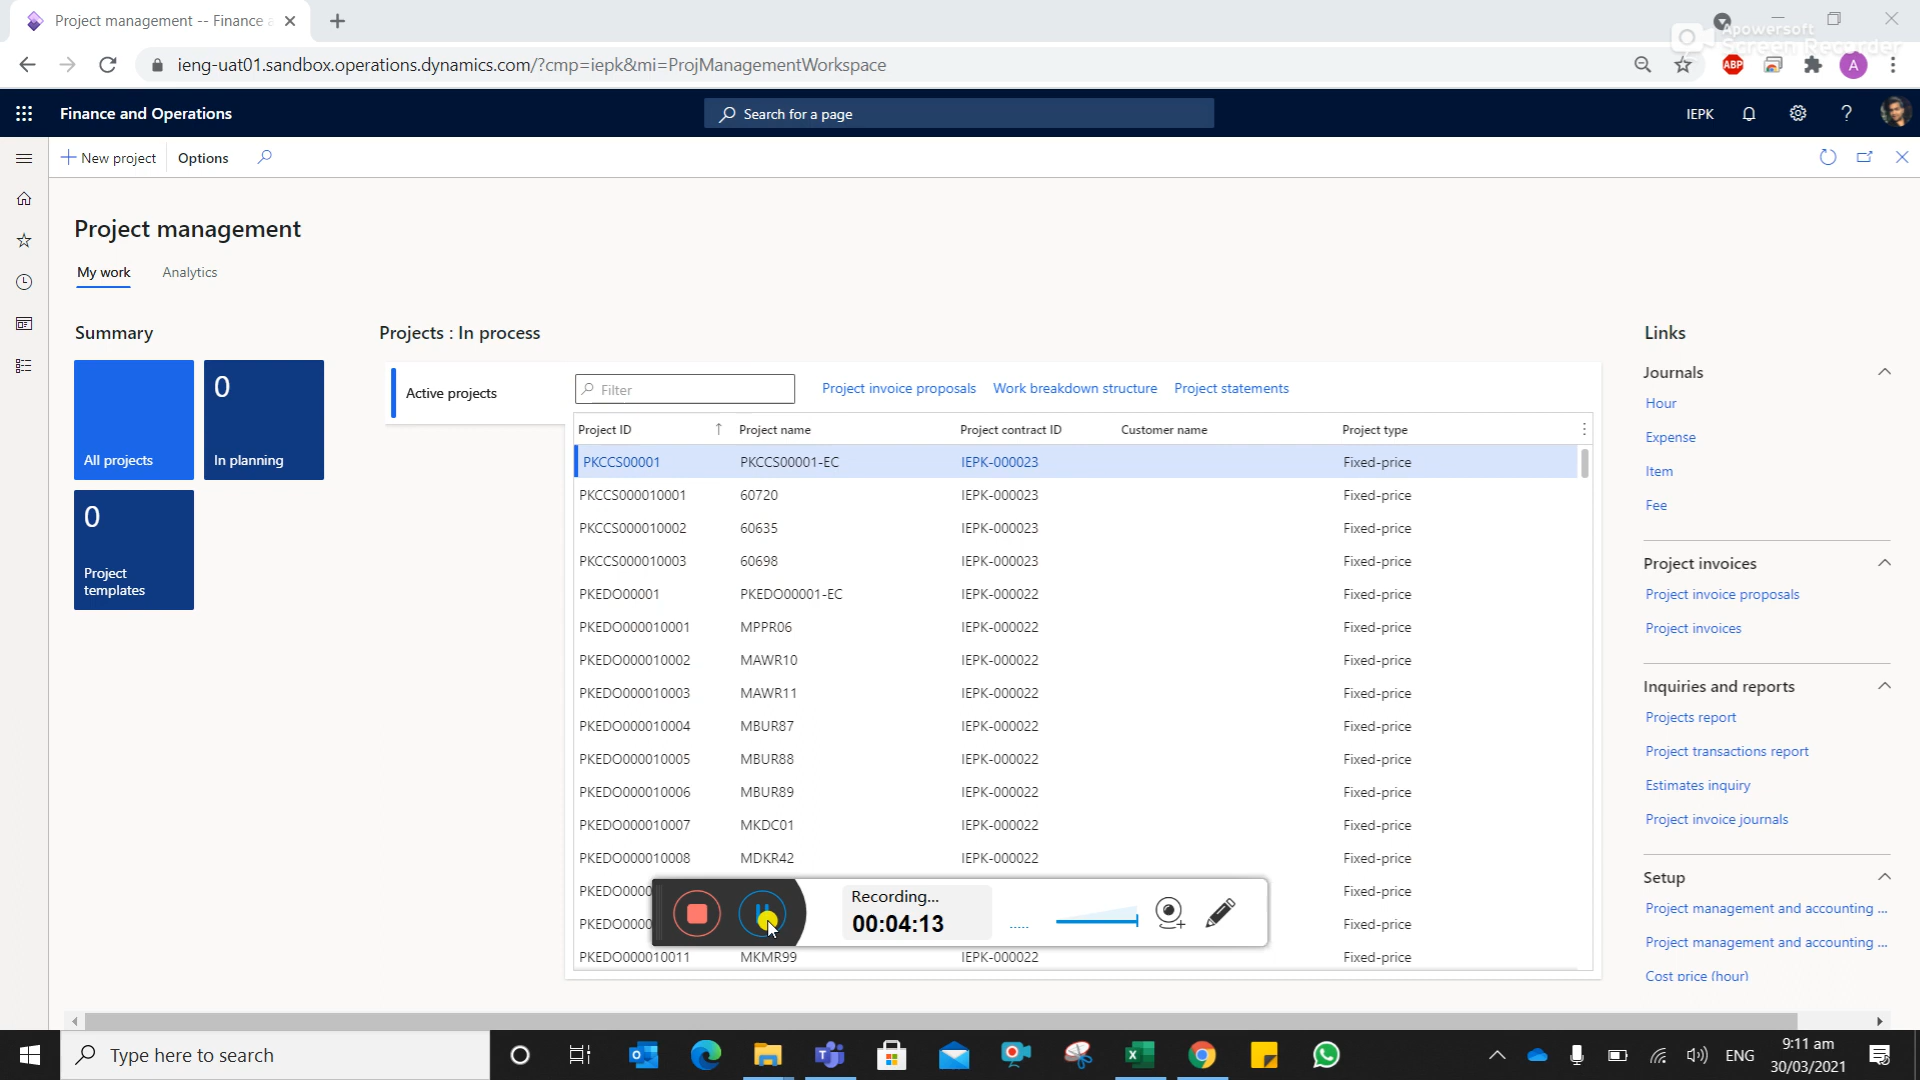 Project management -- Finance a
Apowersoft
Screen Recorder
ieng-uat01.sandbox.operations.dynamics.com/?cmp=iepk&mi=ProjManagementWorkspace
ABP
A
Finance and Operations
Search for a page
IEPK
New project
Options
Project management
My work
Analytics
Summary
All projects
0
In planning
0
Project
templates
Projects : In process
Active projects
Filter
Project invoice proposals
Work breakdown structure
Project statements
Project ID
Project name
Project contract ID
Customer name
Project type
PKCCS00001 PKCCS00001-EC IEPK-000023 Fixed-price
PKCCS000010001 60720 IEPK-000023 Fixed-price
PKCCS000010002 60635 IEPK-000023 Fixed-price
PKCCS000010003 60698 IEPK-000023 Fixed-price
PKEDO00001 PKEDO00001-EC IEPK-000022 Fixed-price
PKEDO000010001 MPPR06 IEPK-000022 Fixed-price
PKEDO000010002 MAWR10 IEPK-000022 Fixed-price
PKEDO000010003 MAWR11 IEPK-000022 Fixed-price
PKEDO000010004 MBUR87 IEPK-000022 Fixed-price
PKEDO000010005 MBUR88 IEPK-000022 Fixed-price
PKEDO000010006 MBUR89 IEPK-000022 Fixed-price
PKEDO000010007 MKDC01 IEPK-000022 Fixed-price
PKEDO000010008 MDKR42 IEPK-000022 Fixed-price
PKEDO0000 Fixed-price
PKEDO0000 Fixed-price
PKEDO000010011 MKMR99 IEPK-000022 Fixed-price
Recording...
00:04:13
Links
Journals
Hour
Expense
Item
Fee
Project invoices
Project invoice proposals
Project invoices
Inquiries and reports
Projects report
Project transactions report
Estimates inquiry
Project invoice journals
Setup
Project management and accounting ...
Project management and accounting ...
Cost price (hour)
Type here to search
ENG
9:11 am
30/03/2021